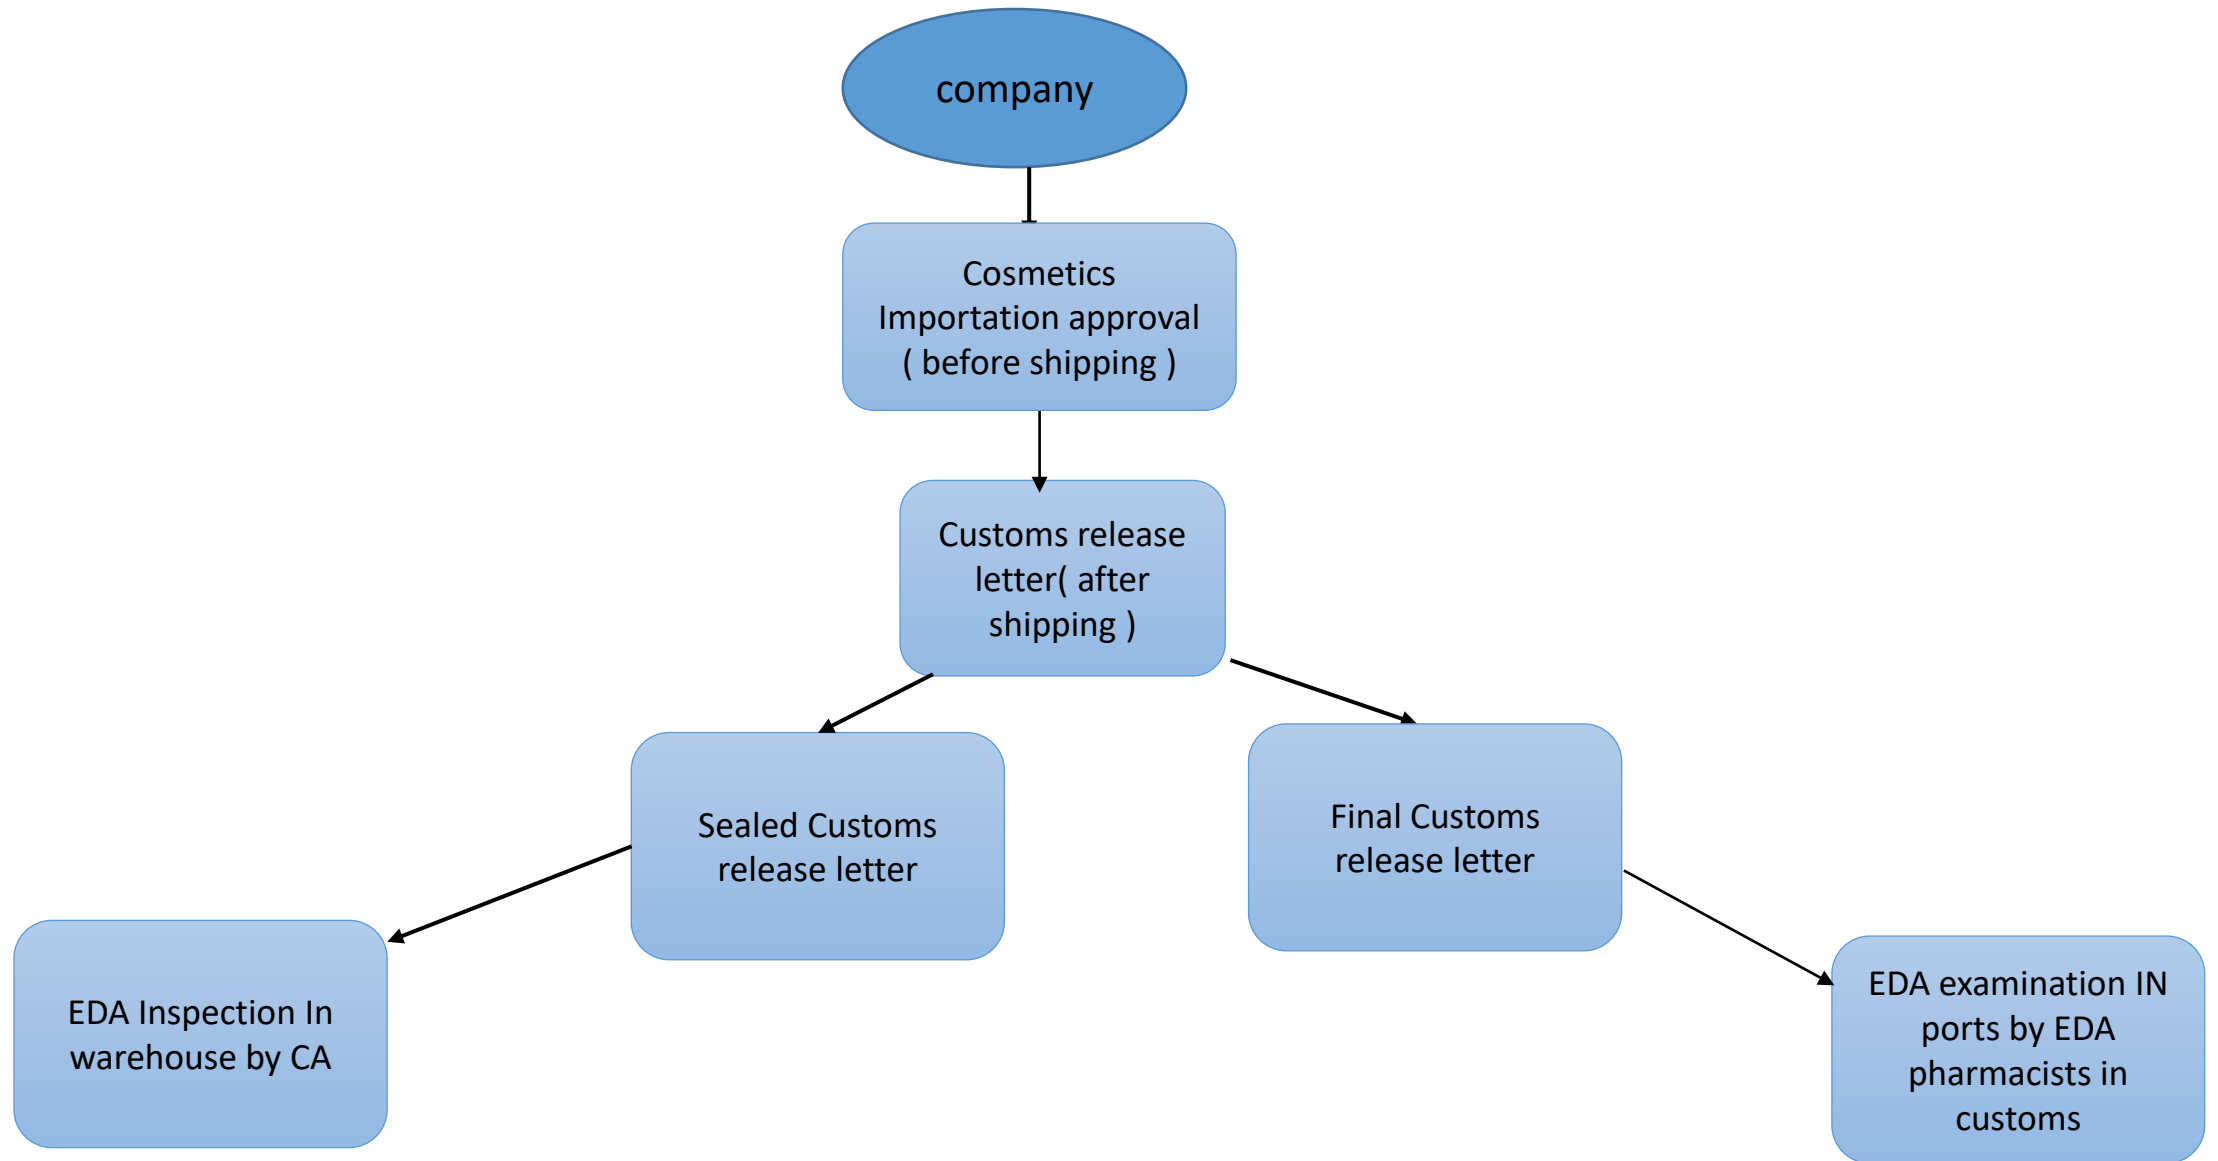 company
Cosmetics
Importation approval
( before shipping )
Customs release
letter( after
shipping )
Sealed Customs
release letter
Final Customs
release letter
EDA Inspection In
warehouse by CA
EDA examination IN
ports by EDA
pharmacists in
customs